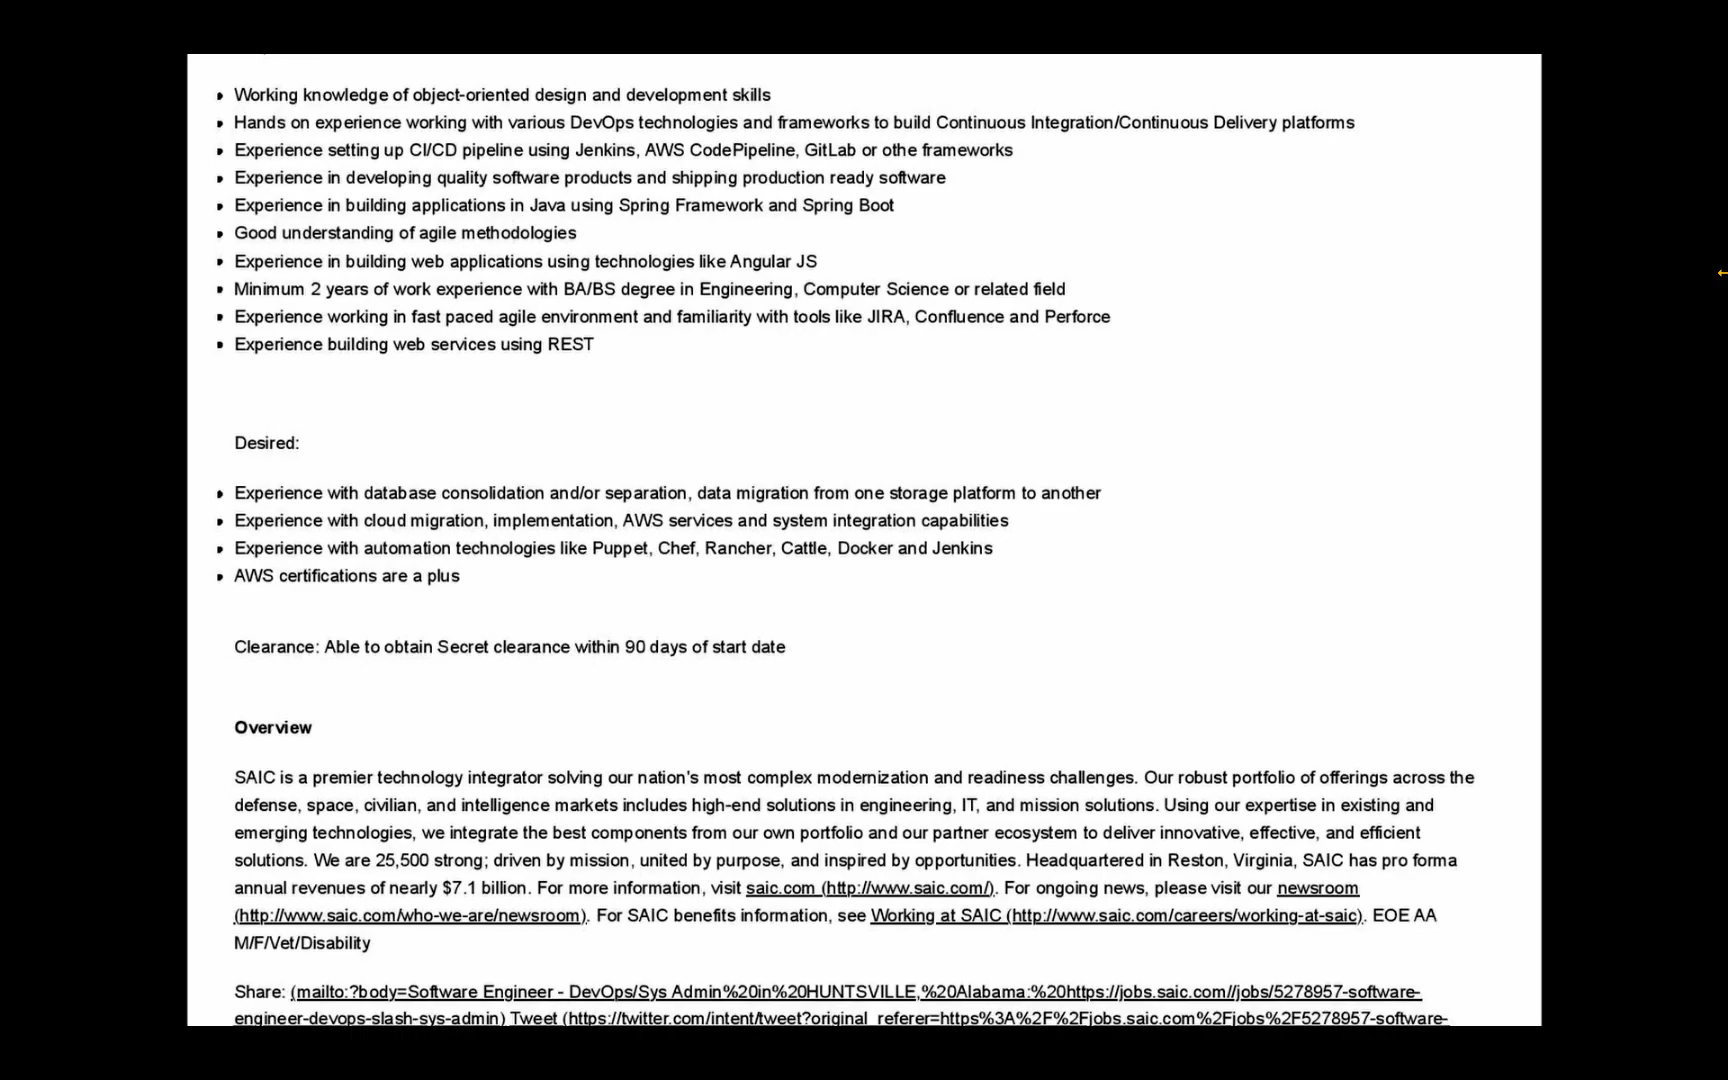 Working knowledge of object-oriented design and development skills
Hands on experience working with various DevOps technologies and frameworks to build Continuous Integration/Continuous Delivery platforms
Experience setting up CI/CD pipeline using Jenkins, AWS CodePipeline, GitLab or othe frameworks
Experience in developing quality software products and shipping production ready software
Experience in building applications in Java using Spring Framework and Spring Boot
Good understanding of agile methodologies
Experience in building web applications using technologies like Angular JS
Minimum 2 years of work experience with BA/BS degree in Engineering, Computer Science or related field
Experience working in fast paced agile environment and familiarity with tools like JIRA, Confluence and Perforce
Experience building web services using REST
Desired:
Experience with database consolidation and/or separation, data migration from one storage platform to another
Experience with cloud migration, implementation, AWS services and system integration capabilities
Experience with automation technologies like Puppet, Chef, Rancher, Cattle, Docker and Jenkins
AWS certifications are a plus
Clearance: Able to obtain Secret clearance within 90 days of start date
Overview
SAIC is a premier technology integrator solving our nation's most complex modernization and readiness challenges. Our robust portfolio of offerings across the
defense, space, civilian, and intelligence markets includes high-end solutions in engineering, IT, and mission solutions. Using our expertise in existing and
emerging technologies, we integrate the best components from our own portfolio and our partner ecosystem to deliver innovative, effective, and efficient
solutions. We are 25,500 strong; driven by mission, united by purpose, and inspired by opportunities. Headquartered in Reston, Virginia, SAIC has pro forma
annual revenues of nearly $7.1 billion. For more information, visit saic.com (http://www.saic.com/). For ongoing news, please visit our newsroom
(http://www.saic.com/who-we-are/newsroom). For SAIC benefits information, see Working at SAIC (http://www.saic.com/careers/working-at-saic). EOE AA
M/F/Vet/Disability
Share: (mailto:?body=Software Engineer - DevOps/Sys Admin%20in%20HUNTSVILLE,%20Alabama:%20https://jobs.saic.com//jobs/5278957-software-
engineer-devops-slash-sys-admin) Tweet (https://twitter.com/intent/tweet?original_referer=https%3A%2F%2Fjobs.saic.com%2Fjobs%2F5278957-software-